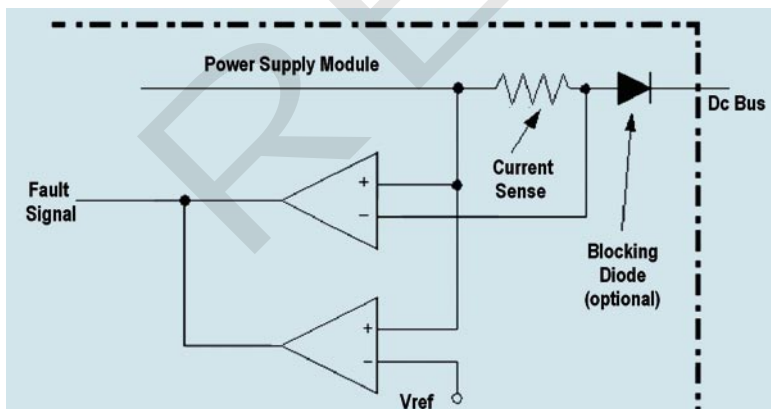 Power Supply Module
Dc Bus
Current
Sense
Fault
Signal
+
−
Blocking
Diode
(optional)
+
−
Vref